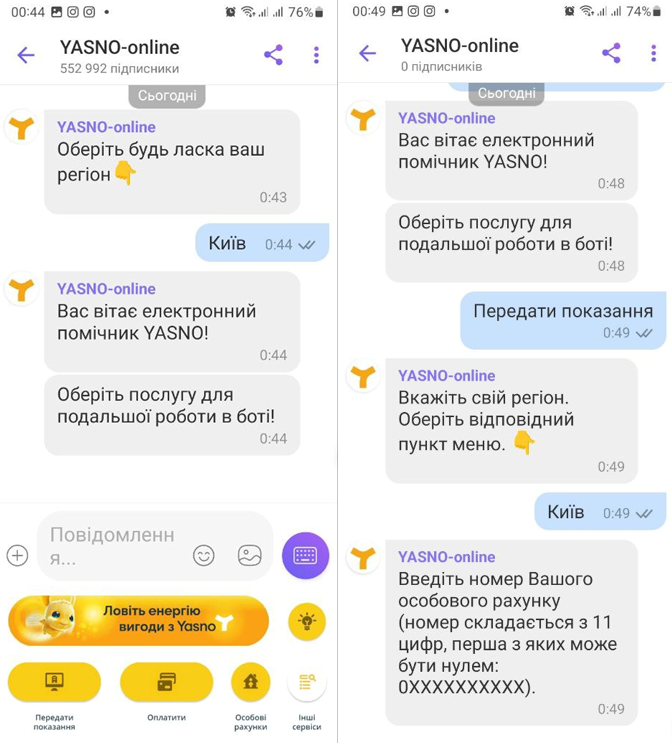 00:44
76%
YASNO-online
552 992 підписники
Сьогодні
YASNO-online
Оберіть будь ласка ваш
регіон👇
0:43
Київ 0:44
YASNO-online
Вас вітає електронний
помічник YASNO!
0:44
Оберіть послугу для
подальшої роботи в боті!
0:44
Повідомленн
я...
Ловіть енергію
вигоди з Yasno
Передати
показання
Оплатити
Особові
рахунки
Інші
сервіси
00:49
74%
YASNO-online
0 підписників
Сьогодні
YASNO-online
Вас вітає електронний
помічник YASNO!
0:48
Оберіть послугу для
подальшої роботи в боті!
0:48
Передати показання
0:49
YASNO-online
Вкажіть свій регіон.
Оберіть відповідний
пункт меню. 👇
0:49
Київ 0:49
YASNO-online
Введіть номер Вашого
особового рахунку
(номер складається з 11
цифр, перша з яких може
бути нулем:
0XXXXXXXXXX).
0:49